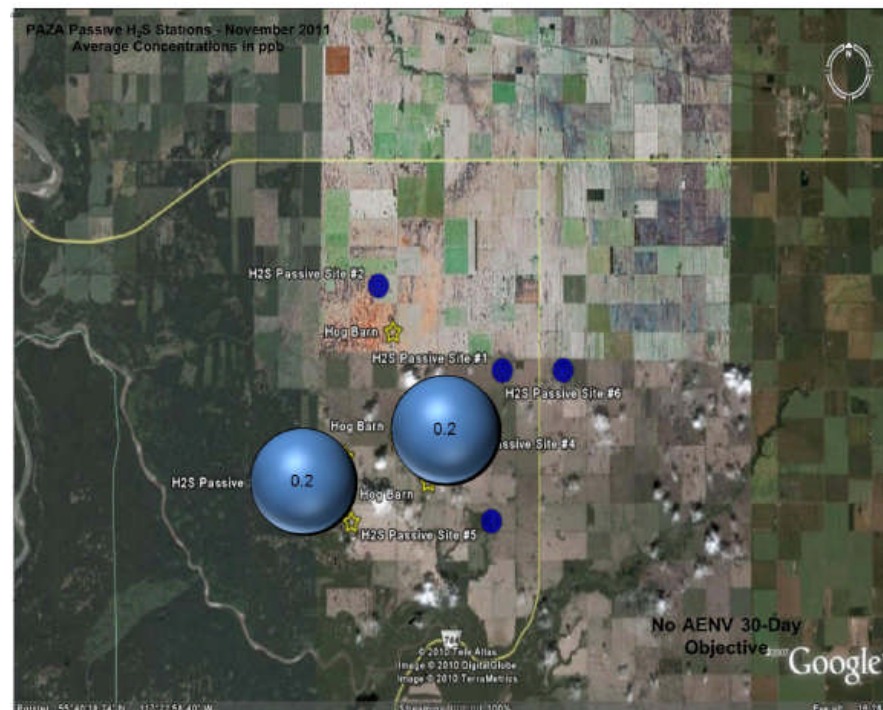 PAZA Passive H₂S Stations - November 2011
Average Concentrations in ppb
N
H2S Passive Site #2
Hog Barn
H2S Passive Site #1
H2S Passive Site #6
Hog Barn
0.2
assive Site #4
H2S Passive
0.2
Hog Barn
H2S Passive Site #5
No AENV 30-Day
Objective
© 2010 Tele Atlas
Image © 2010 DigitalGlobe
Image © 2010 TerraMetrics
Google